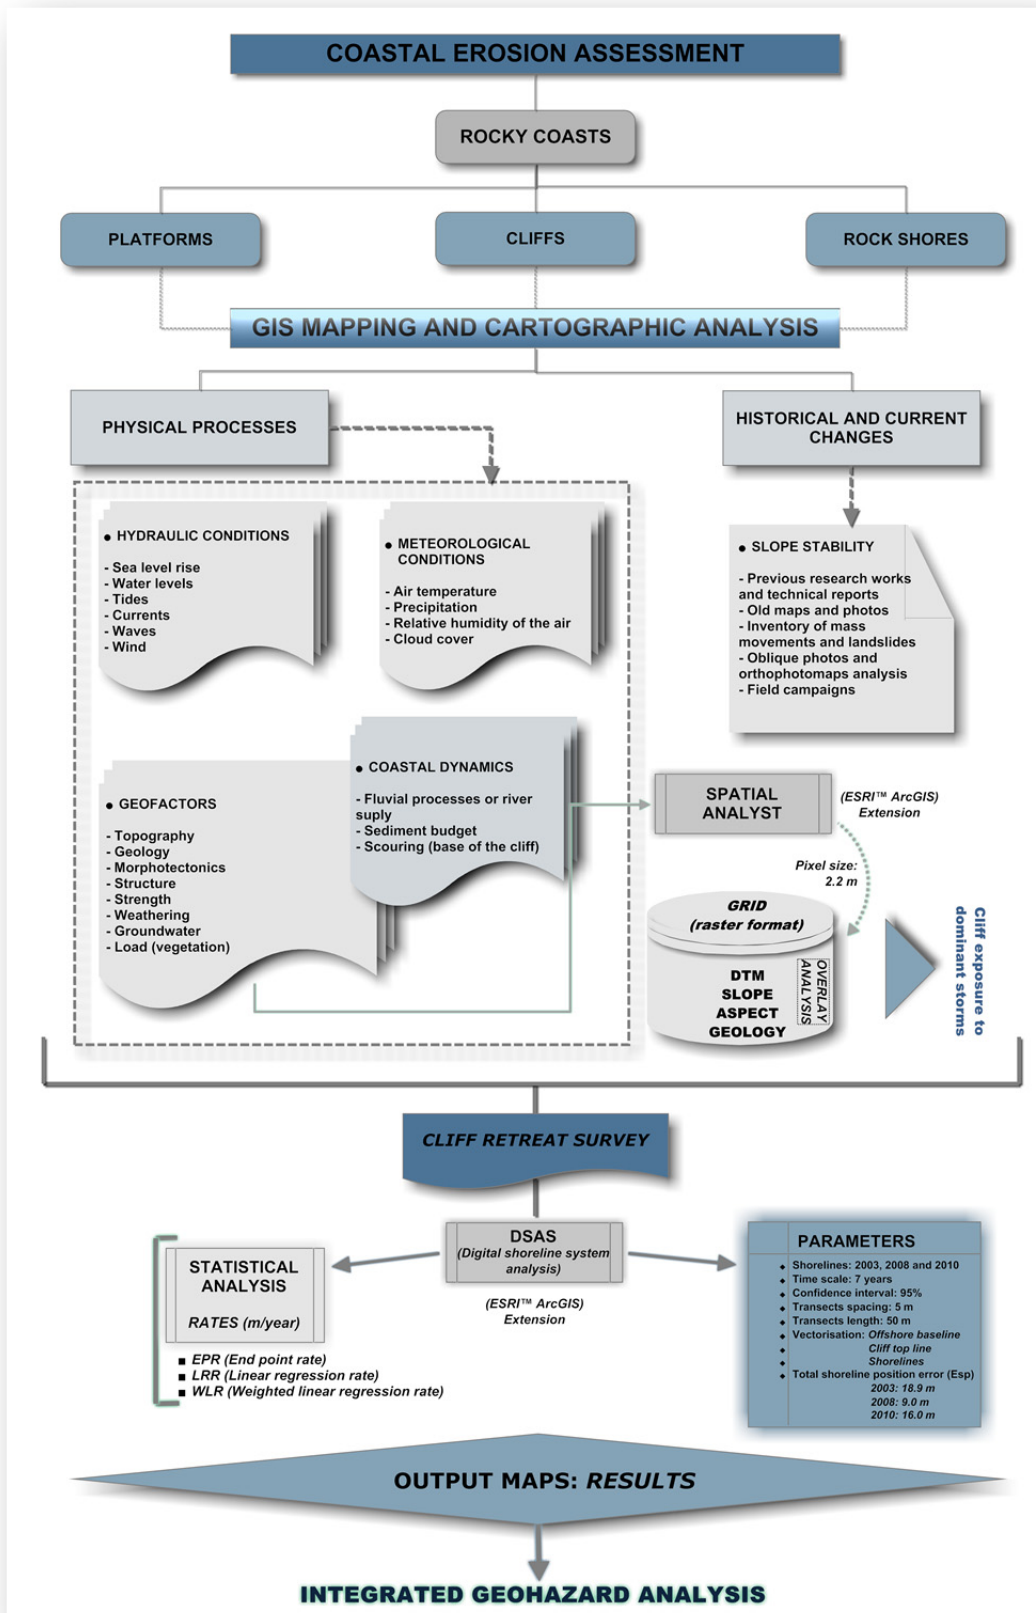 COASTAL EROSION ASSESSMENT
ROCKY COASTS
PLATFORMS
CLIFFS
ROCK SHORES
GIS MAPPING AND CARTOGRAPHIC ANALYSIS
PHYSICAL PROCESSES
HISTORICAL AND CURRENT
CHANGES
● HYDRAULIC CONDITIONS
- Sea level rise
- Water levels
- Tides
- Currents
- Waves
- Wind
● METEOROLOGICAL
CONDITIONS
- Air temperature
- Precipitation
- Relative humidity of the air
- Cloud cover
● SLOPE STABILITY
- Previous research works
and technical reports
- Old maps and photos
- Inventory of mass
movements and landslides
- Oblique photos and
orthophotomaps analysis
- Field campaigns
● GEOFACTORS
- Topography
- Geology
- Morphotectonics
- Structure
- Strength
- Weathering
- Groundwater
- Load (vegetation)
● COASTAL DYNAMICS
- Fluvial processes or river
suply
- Sediment budget
- Scouring (base of the cliff)
SPATIAL
ANALYST
(ESRI™ ArcGIS)
Extension
Pixel size:
2.2 m
GRID
(raster format)
DTM
SLOPE
ASPECT
GEOLOGY
OVERLAY
ANALYSIS
Cliff exposure to
dominant storms
CLIFF RETREAT SURVEY
DSAS
(Digital shoreline system
analysis)
(ESRI™ ArcGIS)
Extension
STATISTICAL
ANALYSIS
RATES (m/year)
■ EPR (End point rate)
■ LRR (Linear regression rate)
■ WLR (Weighted linear regression rate)
PARAMETERS
◆ Shorelines: 2003, 2008 and 2010
◆ Time scale: 7 years
◆ Confidence interval: 95%
◆ Transects spacing: 5 m
◆ Transects length: 50 m
◆ Vectorisation: Offshore baseline
◆ Cliff top line
◆ Shorelines
◆ Total shoreline position error (Esp)
2003: 18.9 m
2008: 9.0 m
2010: 16.0 m
OUTPUT MAPS: RESULTS
INTEGRATED GEOHAZARD ANALYSIS